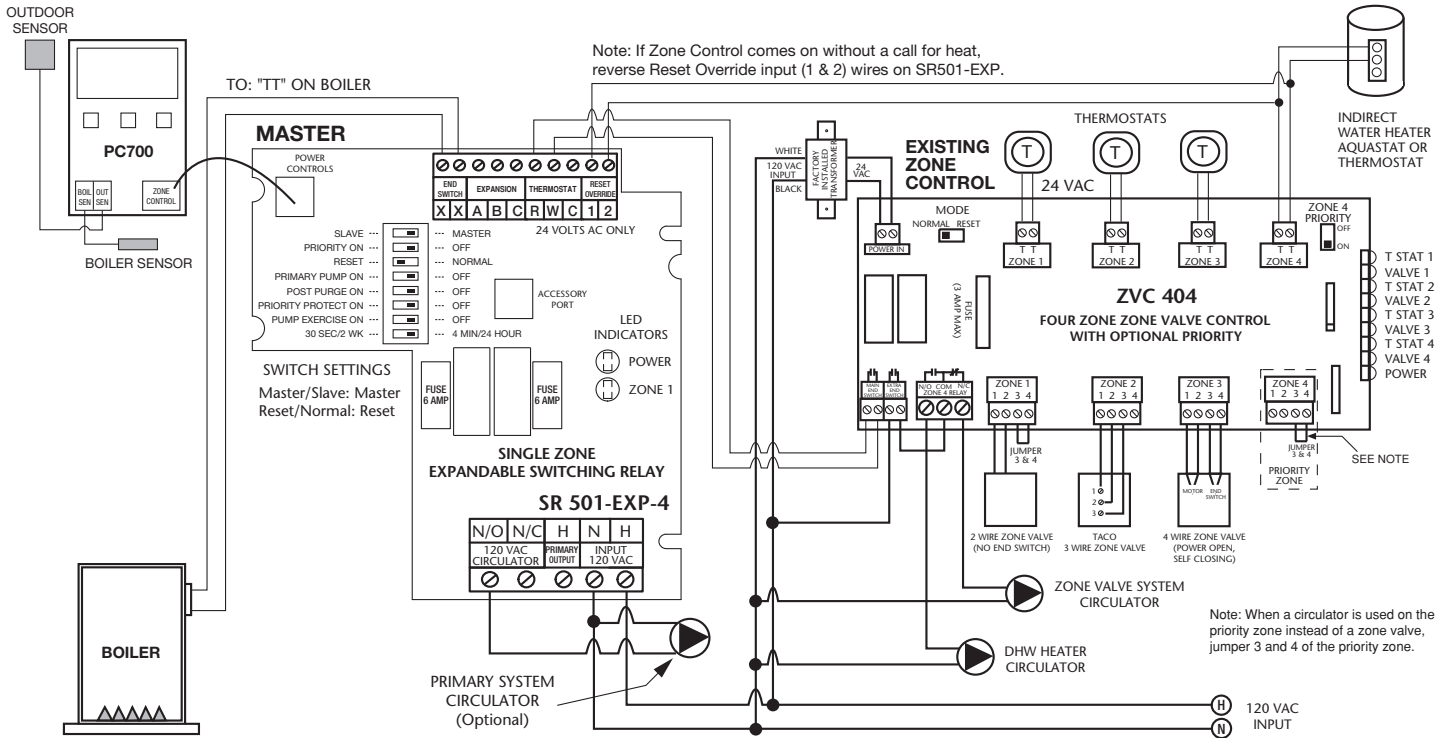 OUTDOOR
SENSOR
PC700
BOIL
SEN
OUT
SEN
ZONE
CONTROL
BOILER SENSOR
TO: "TT" ON BOILER
MASTER
POWER
CONTROLS
END
SWITCH
EXPANSION
THERMOSTAT
RESET
OVERRIDE
X X A B C R W C 1 2
24 VOLTS AC ONLY
SLAVE --- --- MASTER
PRIORITY ON --- --- OFF
RESET --- --- NORMAL
PRIMARY PUMP ON --- --- OFF
POST PURGE ON --- --- OFF
PRIORITY PROTECT ON --- --- OFF
PUMP EXERCISE ON --- --- OFF
30 SEC/2 WK --- --- 4 MIN/24 HOUR
ACCESSORY
PORT
LED
INDICATORS
POWER
ZONE 1
SWITCH SETTINGS
Master/Slave: Master
Reset/Normal: Reset
FUSE
6 AMP
FUSE
6 AMP
SINGLE ZONE
EXPANDABLE SWITCHING RELAY
SR 501-EXP-4
N/O N/C H N H
120 VAC
CIRCULATOR
PRIMARY
OUTPUT
INPUT
120 VAC
BOILER
PRIMARY SYSTEM
CIRCULATOR
(Optional)
Note: If Zone Control comes on without a call for heat,
reverse Reset Override input (1 & 2) wires on SR501-EXP.
INDIRECT
WATER HEATER
AQUASTAT OR
THERMOSTAT
WHITE
120 VAC
INPUT
BLACK
FACTORY
INSTALLED
TRANSFORMER
24
VAC
EXISTING
ZONE
CONTROL
THERMOSTATS
T
T
T
24 VAC
POWER IN
MODE
NORMAL RESET
T T
ZONE 1
T T
ZONE 2
T T
ZONE 3
T T
ZONE 4
ZONE 4
PRIORITY
OFF
ON
T STAT 1
VALVE 1
T STAT 2
VALVE 2
T STAT 3
VALVE 3
T STAT 4
VALVE 4
POWER
FUSE
(3 AMP MAX)
ZVC 404
FOUR ZONE ZONE VALVE CONTROL
WITH OPTIONAL PRIORITY
MAIN
END
SWITCH
EXTRA
END
SWITCH
N/O COM N/C
ZONE 4 RELAY
ZONE 1
1 2 3 4
ZONE 2
1 2 3 4
ZONE 3
1 2 3 4
ZONE 4
1 2 3 4
JUMPER
3 & 4
JUMPER
3 & 4
PRIORITY
ZONE
SEE NOTE
1
2
3
MOTOR
END
SWITCH
2 WIRE ZONE VALVE
(NO END SWITCH)
TACO
3 WIRE ZONE VALVE
4 WIRE ZONE VALVE
(POWER OPEN,
SELF CLOSING)
ZONE VALVE SYSTEM
CIRCULATOR
DHW HEATER
CIRCULATOR
Note: When a circulator is used on the
priority zone instead of a zone valve,
jumper 3 and 4 of the priority zone.
H
N
120 VAC
INPUT